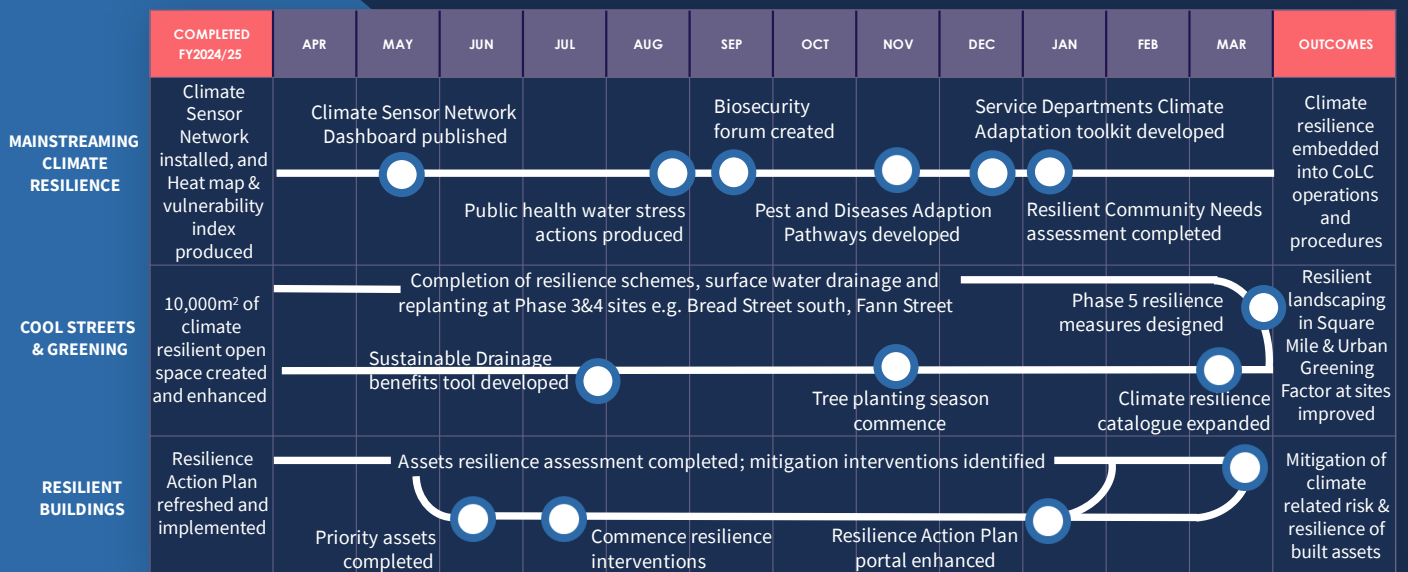 COMPLETED
FY2024/25
APR
MAY
JUN
JUL
AUG
SEP
OCT
NOV
DEC
JAN
FEB
MAR
OUTCOMES
MAINSTREAMING
CLIMATE
RESILIENCE
Climate
Sensor
Network
installed, and
Heat map &
vulnerability
index
produced
Climate Sensor Network
Dashboard published
Public health water stress
actions produced
Biosecurity
forum created
Pest and Diseases Adaption
Pathways developed
Service Departments Climate
Adaptation toolkit developed
Resilient Community Needs
assessment completed
Climate
resilience
embedded
into CoLC
operations
and
procedures
COOL STREETS
& GREENING
10,000m² of
climate
resilient open
space created
and enhanced
Completion of resilience schemes, surface water drainage and
replanting at Phase 3&4 sites e.g. Bread Street south, Fann Street
Phase 5 resilience
measures designed
Sustainable Drainage
benefits tool developed
Tree planting season
commence
Climate resilience
catalogue expanded
Resilient
landscaping
in Square
Mile & Urban
Greening
Factor at sites
improved
RESILIENT
BUILDINGS
Resilience
Action Plan
refreshed and
implemented
Assets resilience assessment completed; mitigation interventions identified
Priority assets
completed
Commence resilience
interventions
Resilience Action Plan
portal enhanced
Mitigation of
climate
related risk &
resilience of
built assets